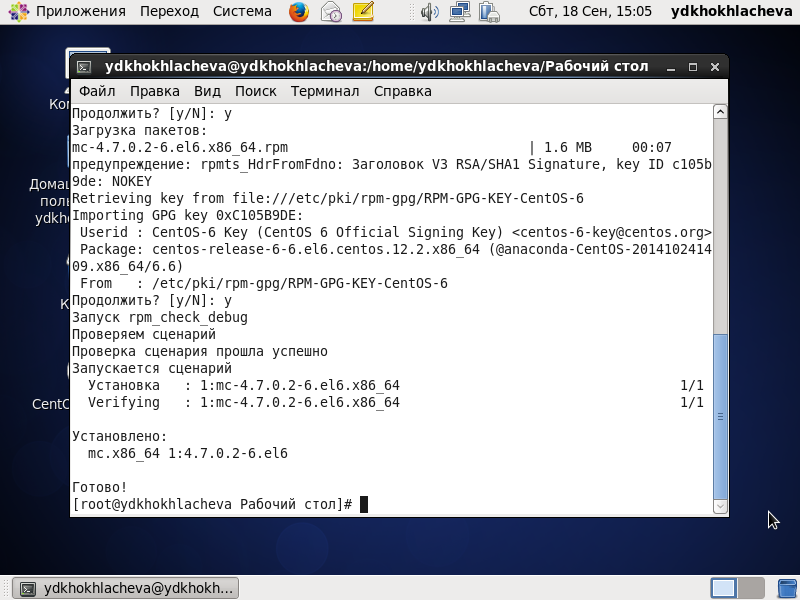 Приложения Переход Система Сбт, 18 Сен, 15:05 ydkhokhlacheva
ydkhokhlacheva@ydkhokhlacheva:/home/ydkhokhlacheva/Рабочий стол
Файл Правка Вид Поиск Терминал Справка
Продолжить? [y/N]: y
Загрузка пакетов:
mc-4.7.0.2-6.el6.x86_64.rpm | 1.6 MB 00:07
предупреждение: rpmts_HdrFromFdno: Заголовок V3 RSA/SHA1 Signature, key ID c105b
9de: NOKEY
Retrieving key from file:///etc/pki/rpm-gpg/RPM-GPG-KEY-CentOS-6
Importing GPG key 0xC105B9DE:
Userid : CentOS-6 Key (CentOS 6 Official Signing Key) <centos-6-key@centos.org>
Package: centos-release-6-6.el6.centos.12.2.x86_64 (@anaconda-CentOS-2014102414
09.x86_64/6.6)
From : /etc/pki/rpm-gpg/RPM-GPG-KEY-CentOS-6
Продолжить? [y/N]: y
Запуск rpm_check_debug
Проверяем сценарий
Проверка сценария прошла успешно
Запускается сценарий
Установка : 1:mc-4.7.0.2-6.el6.x86_64 1/1
Verifying : 1:mc-4.7.0.2-6.el6.x86_64 1/1
Установлено:
mc.x86_64 1:4.7.0.2-6.el6
Готово!
[root@ydkhokhlacheva Рабочий стол]#
ydkhokhlacheva@ydkhokh...